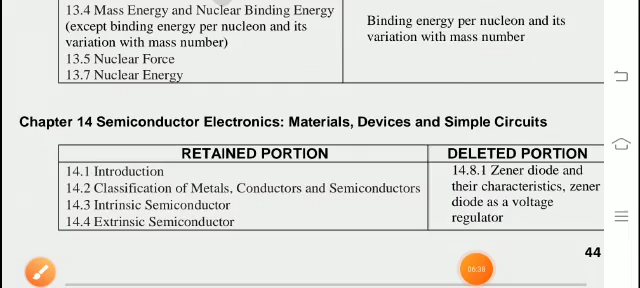 13.4 Mass Energy and Nuclear Binding Energy
(except binding energy per nucleon and its
variation with mass number)
13.5 Nuclear Force
13.7 Nuclear Energy
Binding energy per nucleon and its
variation with mass number
Chapter 14 Semiconductor Electronics: Materials, Devices and Simple Circuits
RETAINED PORTION
DELETED PORTION
14.1 Introduction
14.2 Classification of Metals, Conductors and Semiconductors
14.3 Intrinsic Semiconductor
14.4 Extrinsic Semiconductor
14.8.1 Zener diode and
their characteristics, zener
diode as a voltage
regulator
44
06:38